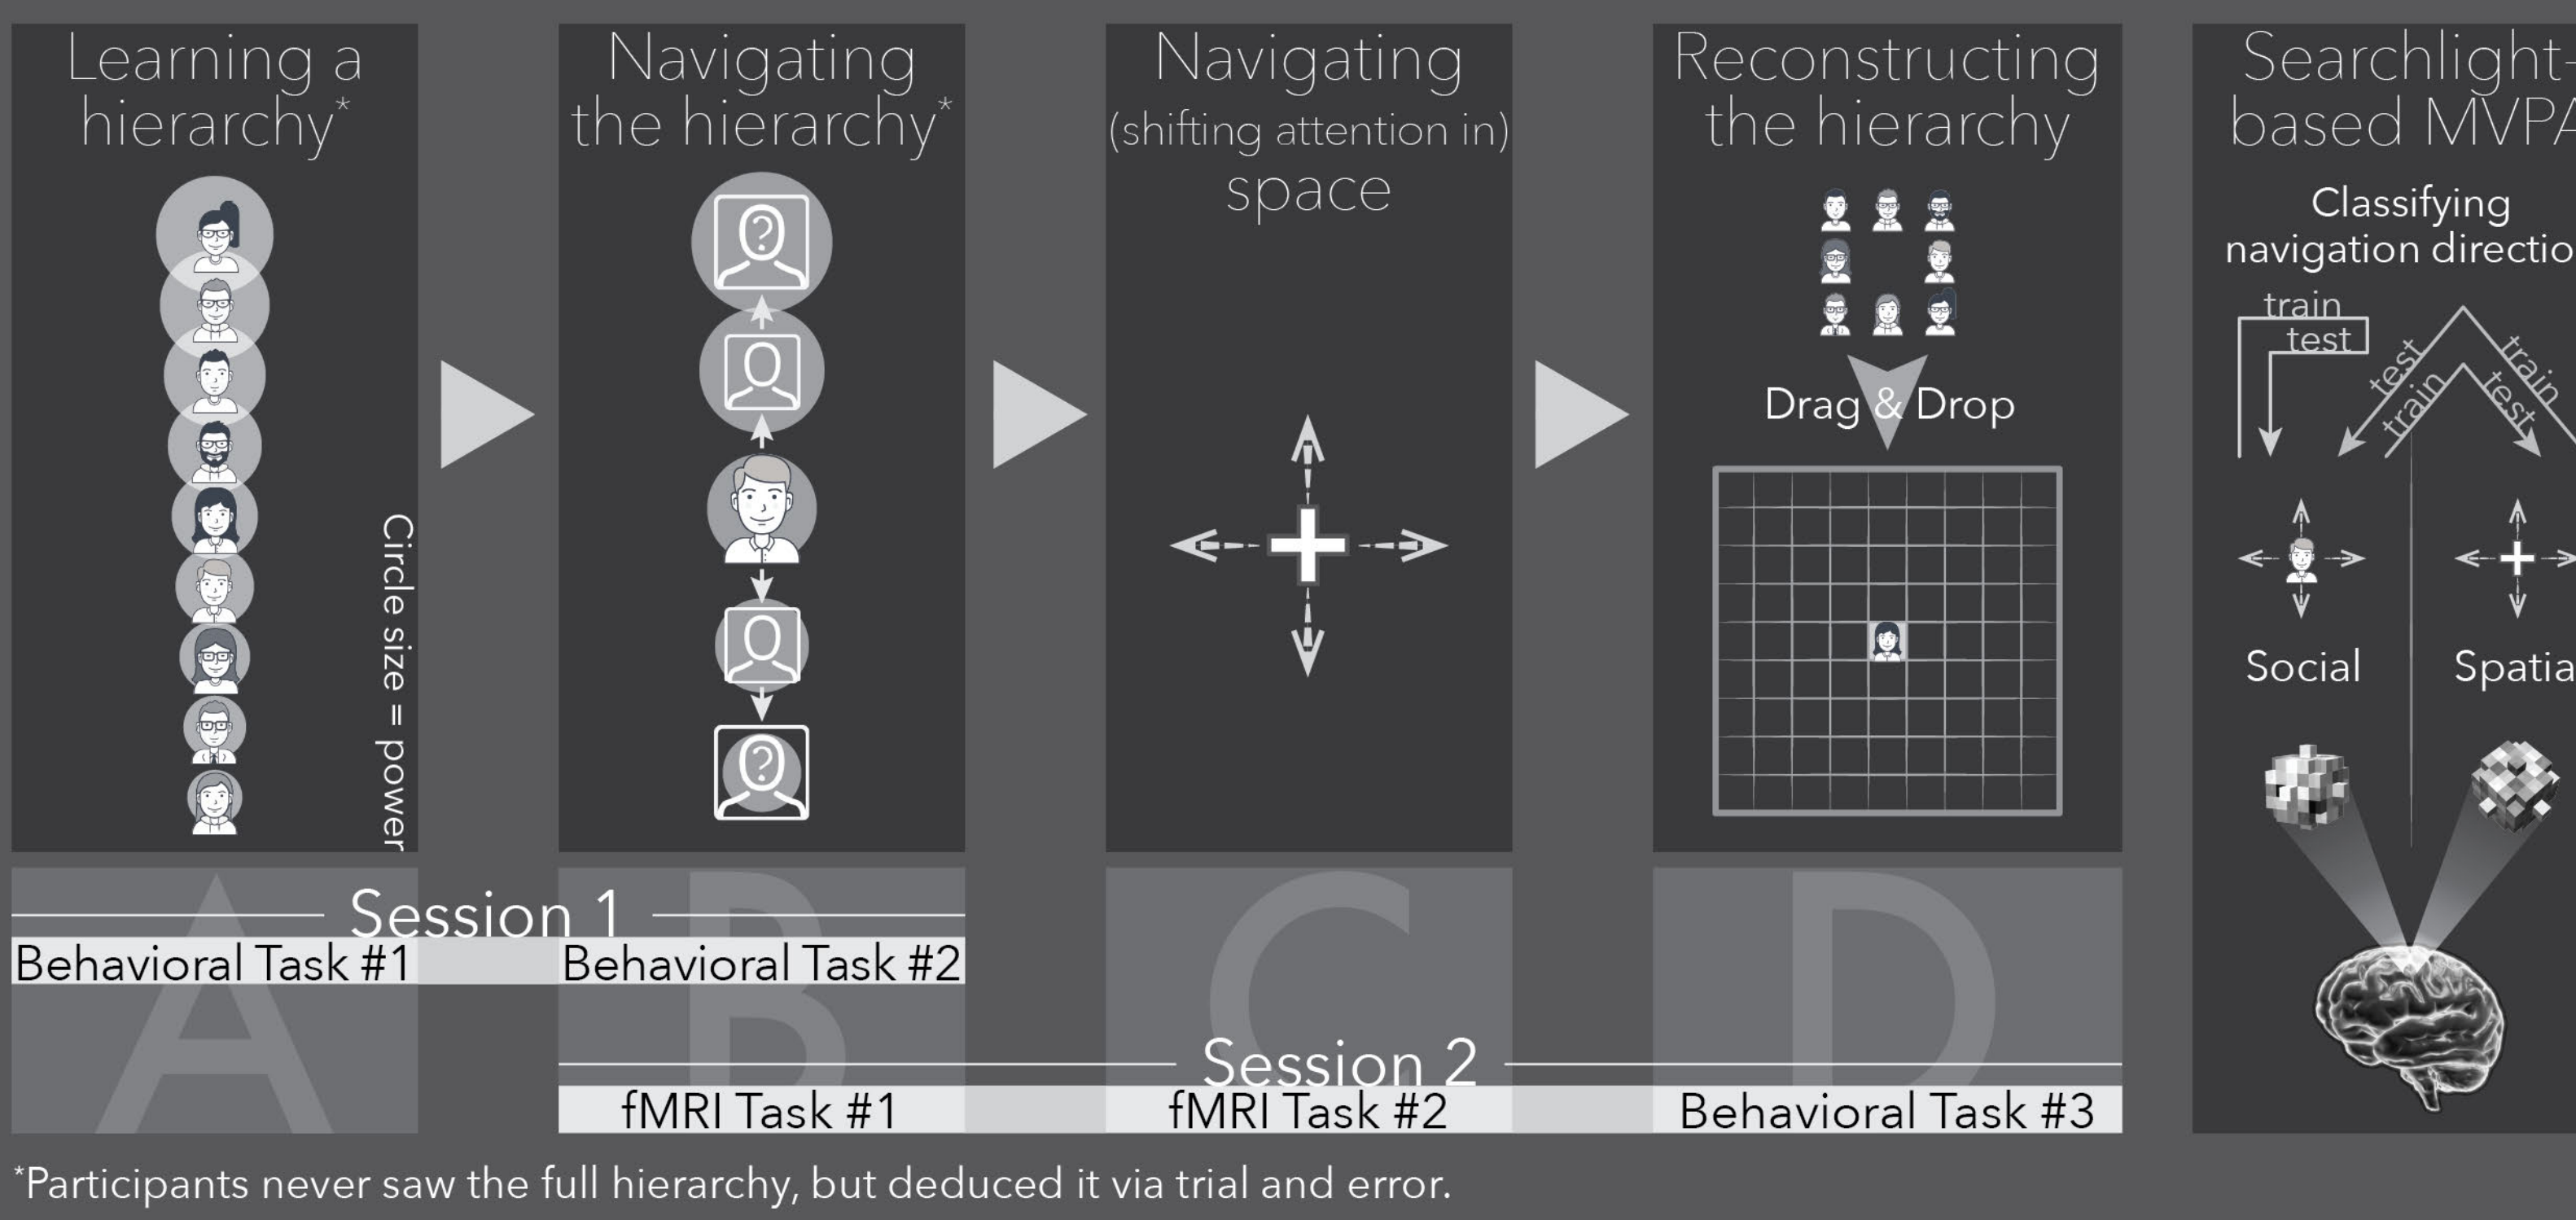 Learning a
hierarchy*
Circle size = power
Navigating
the hierarchy*
?
?
Navigating
(shifting attention in)
space
Reconstructing
the hierarchy
Drag & Drop
Searchlight-
based MVPA
Classifying
navigation directio
train
test
test
train
train
test
Social
Spatia
A
B
C
D
Session 1
Behavioral Task #1
Behavioral Task #2
Session 2
fMRI Task #1
fMRI Task #2
Behavioral Task #3
*Participants never saw the full hierarchy, but deduced it via trial and error.